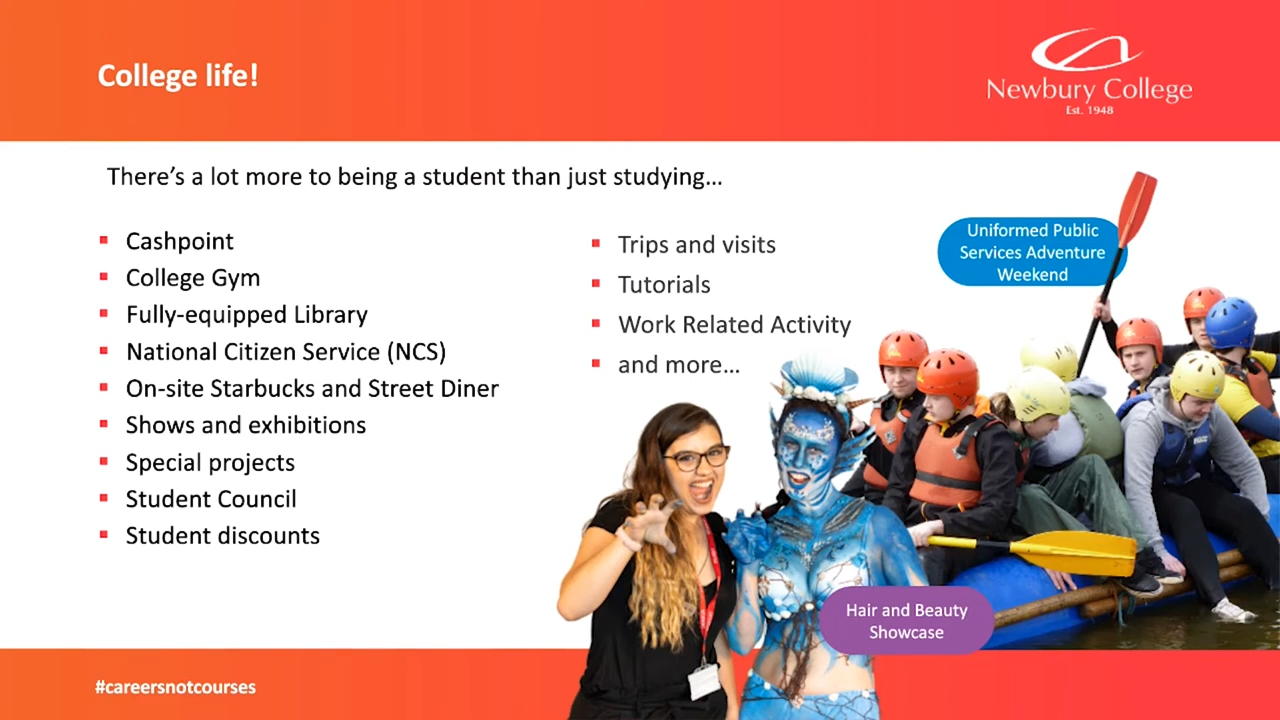 College life!
Newbury College
Est. 1948
There's a lot more to being a student than just studying...
Cashpoint
College Gym
Fully-equipped Library
National Citizen Service (NCS)
On-site Starbucks and Street Diner
Shows and exhibitions
Special projects
Student Council
Student discounts
Trips and visits
Tutorials
Work Related Activity
and more...
Uniformed Public
Services Adventure
Weekend
Hair and Beauty
Showcase
#careersnotcourses